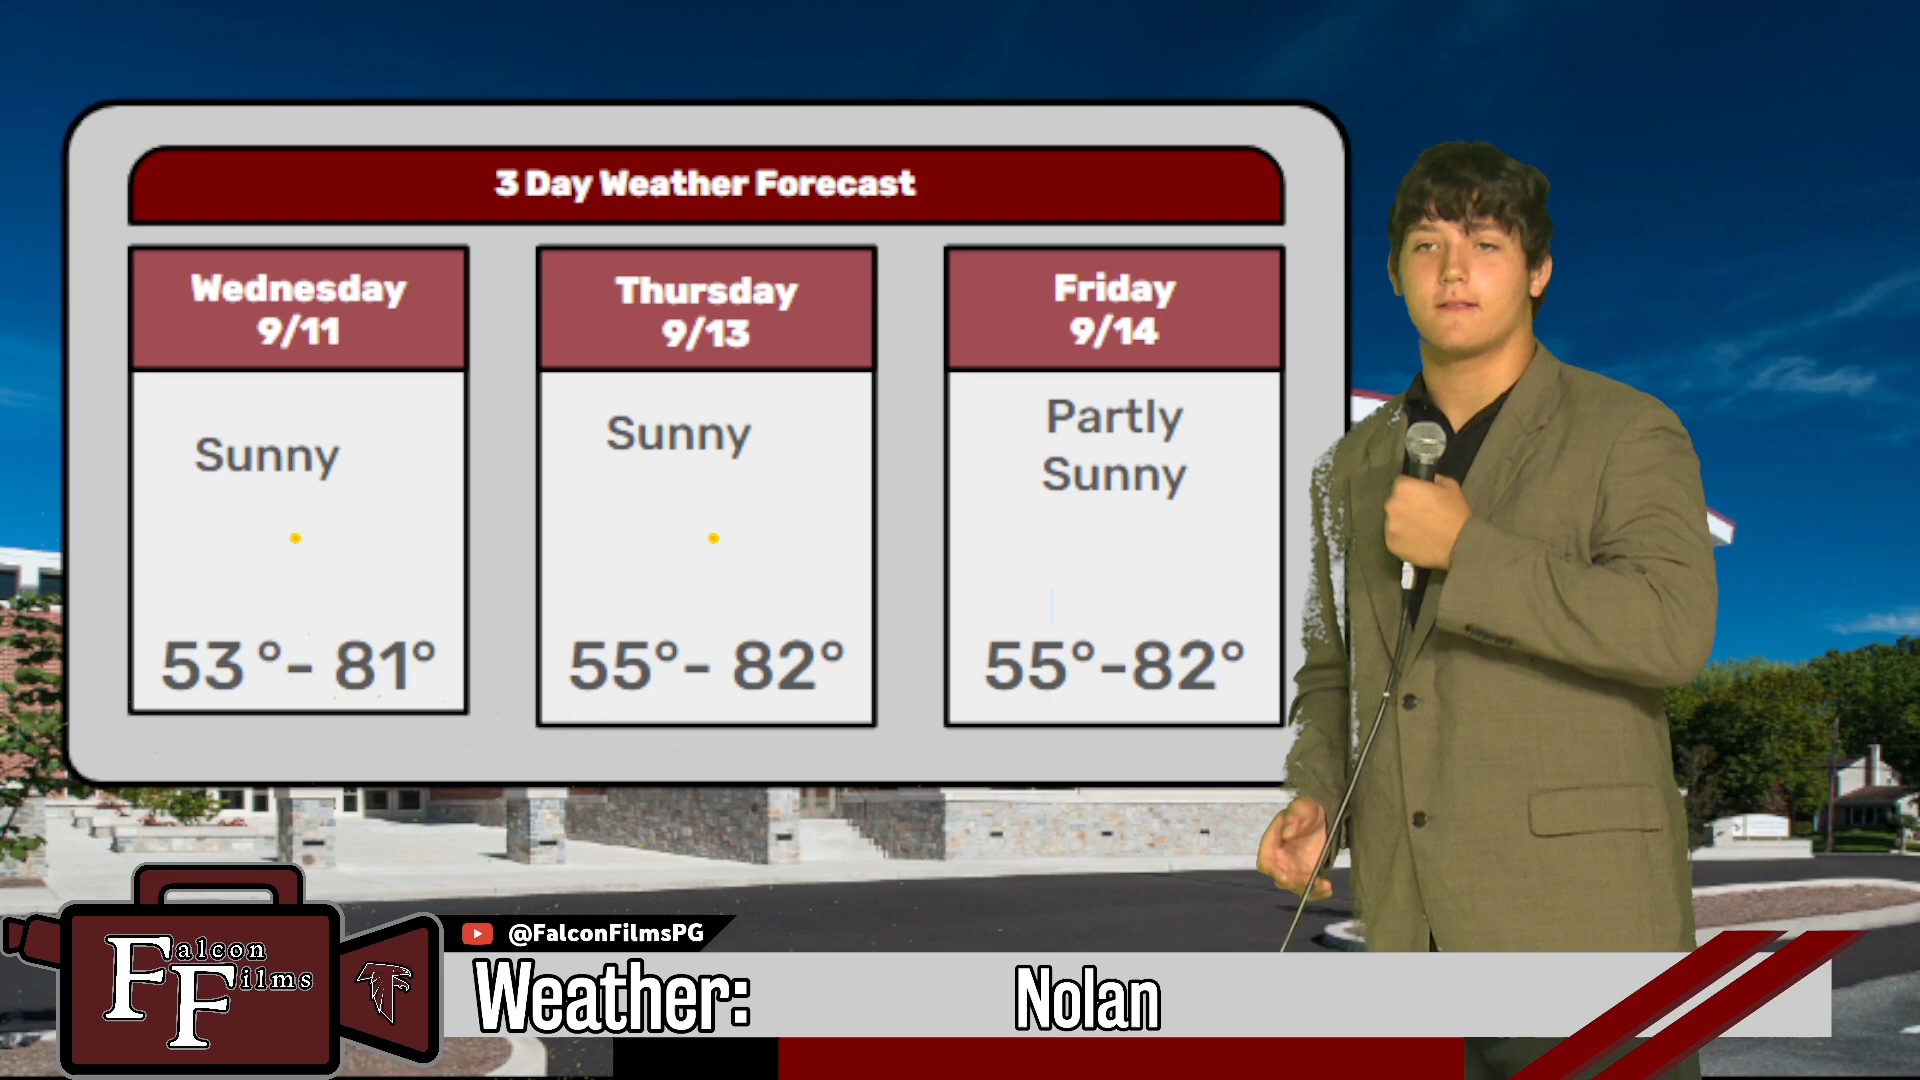 3 Day Weather Forecast
Wednesday
9/11
Sunny
53°- 81°
Thursday
9/13
Sunny
55°- 82°
Friday
9/14
Partly
Sunny
55°-82°
Falcon
Films
@FalconFilmsPG
Weather: Nolan